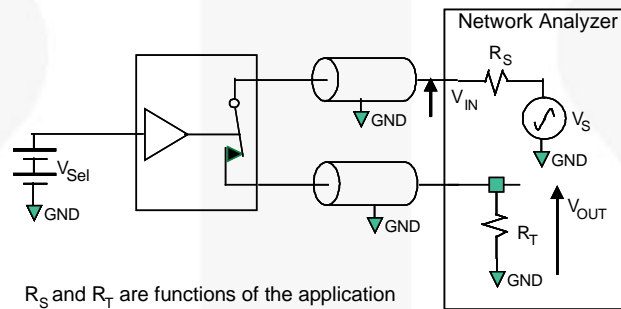 Network Analyzer
R_S
V_IN
GND
V_S
GND
V_Sel
GND
GND
V_OUT
R_T
GND
R_S and R_T are functions of the application